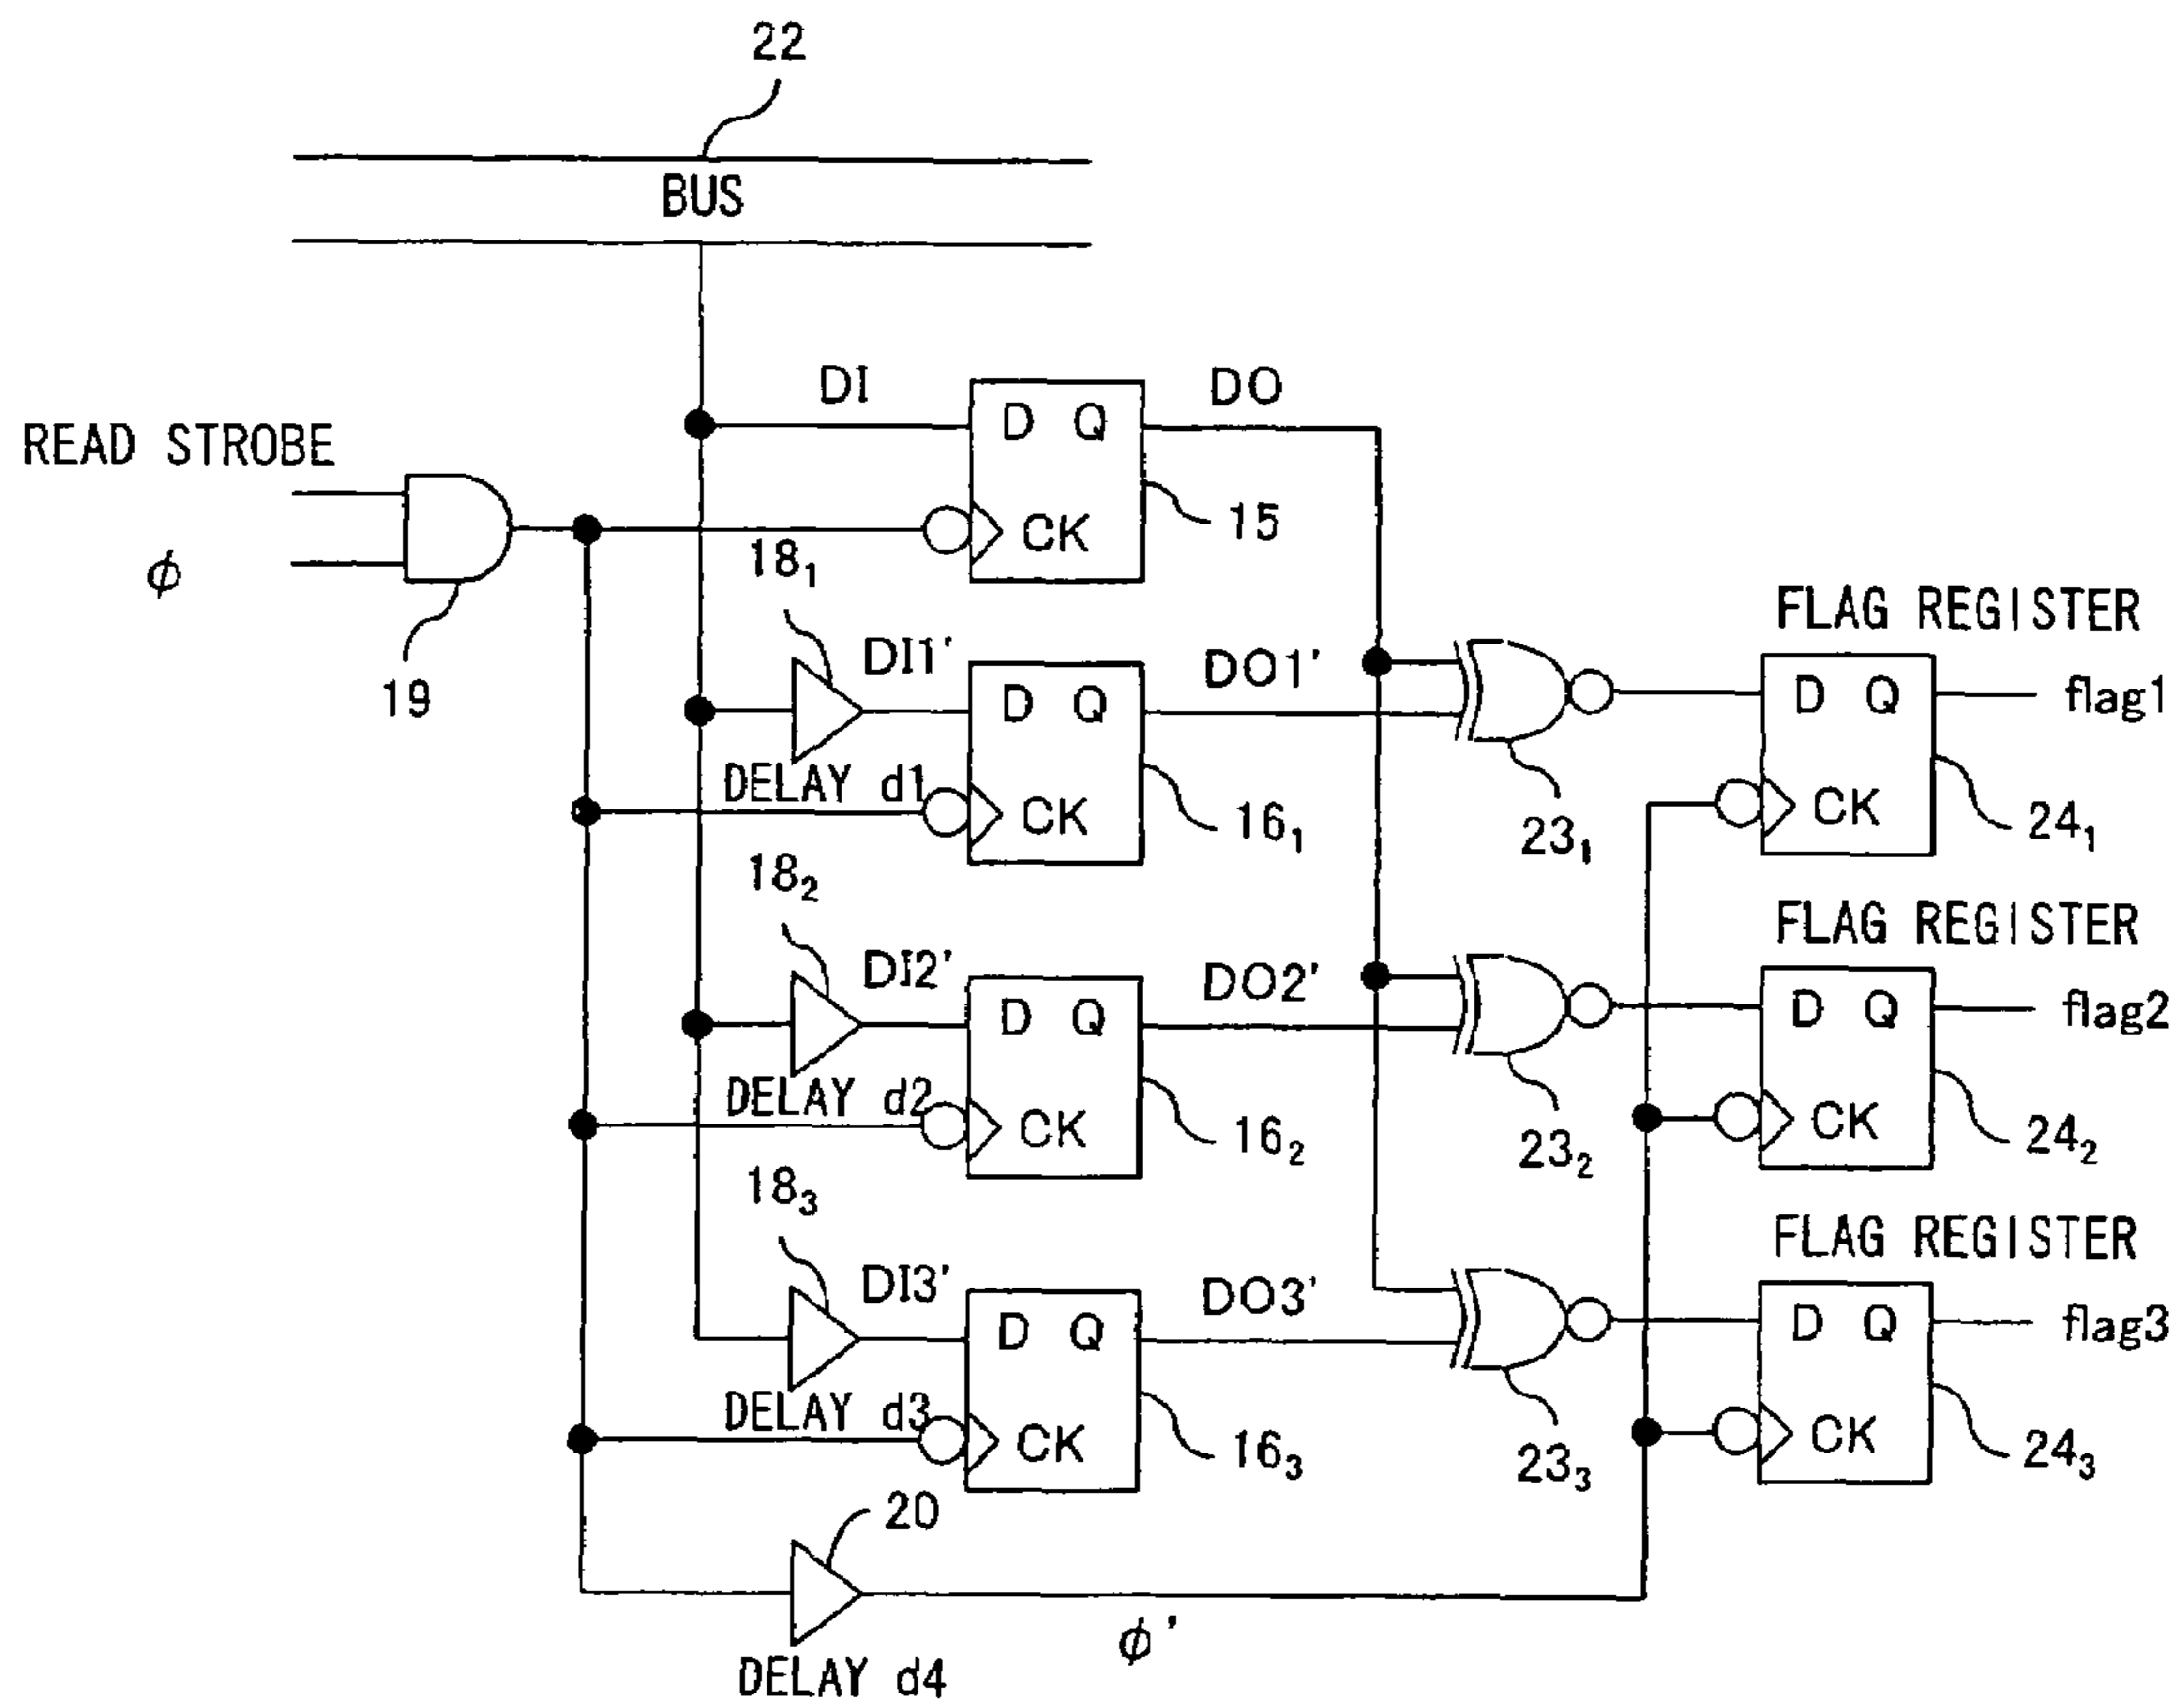 22
BUS
DI
DO
D Q
READ STROBE
CK
15
ϕ
18₁
19
FLAG REGISTER
DI1'
DO1'
D Q
D Q
flag1
DELAY d1
CK
16₁
23₁
CK
24₁
18₂
FLAG REGISTER
DI2'
DO2'
D Q
D Q
flag2
DELAY d2
CK
16₂
23₂
CK
24₂
18₃
FLAG REGISTER
DI3'
DO3'
D Q
D Q
flag3
DELAY d3
CK
16₃
23₃
CK
24₃
20
ϕ'
DELAY d4